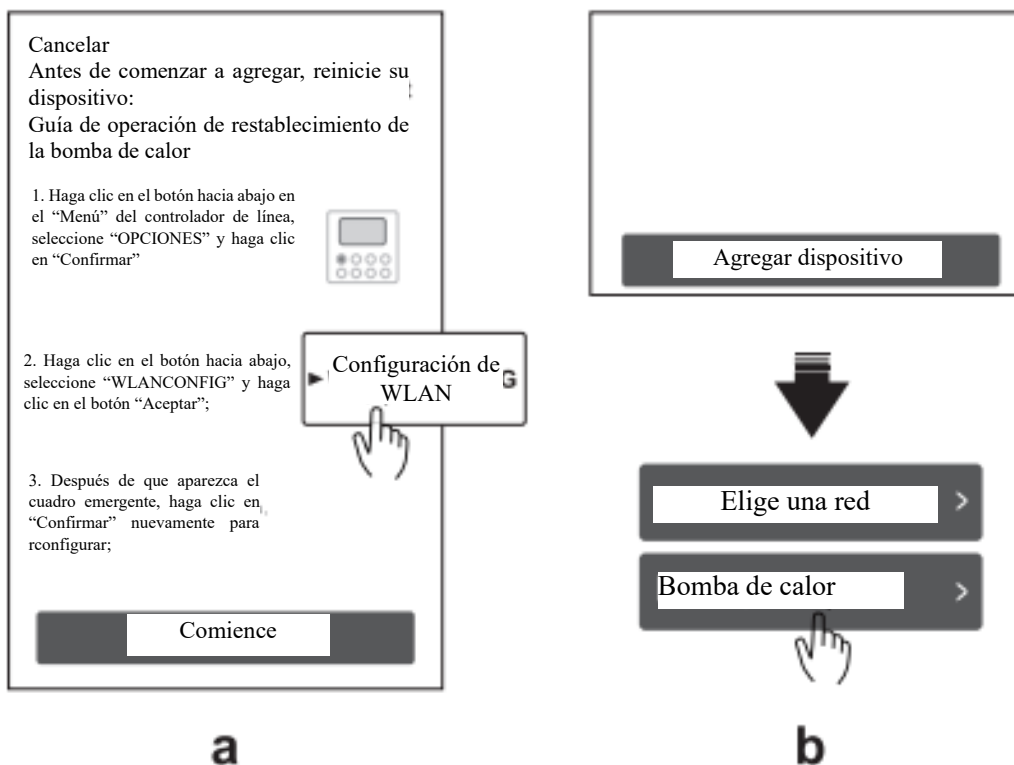 Cancelar
Antes de comenzar a agregar, reinicie su
dispositivo:
Guía de operación de restablecimiento de
la bomba de calor
1. Haga clic en el botón hacia abajo en
el “Menú” del controlador de línea,
seleccione “OPCIONES” y haga clic
en “Confirmar”
2. Haga clic en el botón hacia abajo,
seleccione “WLANCONFIG” y haga
clic en el botón “Aceptar”;
Configuración de
WLAN
G
3. Después de que aparezca el
cuadro emergente, haga clic en
“Confirmar” nuevamente para
rconfigurar;
Comience
a
Agregar dispositivo
Elige una red >
Bomba de calor >
b